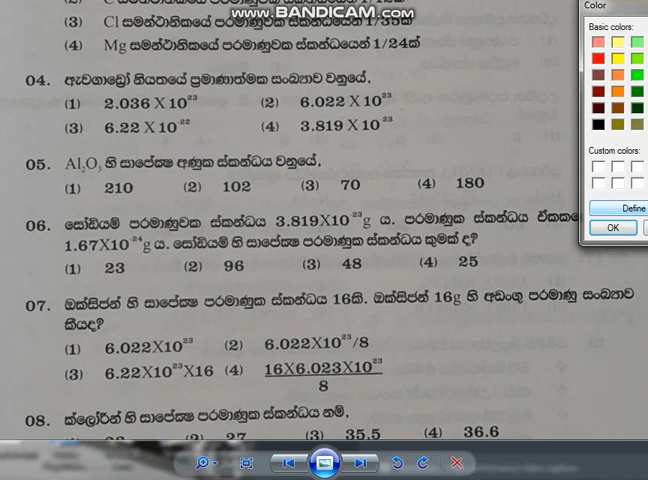 www.BANDICAM.com
(3) Cl සමස්ථානිකයේ පරමාණුවක ස්කන්ධයෙන් 1/35ක්
(4) Mg සමස්ථානිකයේ පරමාණුවක ස්කන්ධයෙන් 1/24ක්
04. ඇවගාඩ්‍රෝ නියතයේ ප්‍රමාණාත්මක සංඛ්‍යාව වනුයේ,
(1) 2.036 X 10²³ (2) 6.022 X 10²³
(3) 6.22 X 10⁻²² (4) 3.819 X 10⁻²³
05. Al₂O₃ හි සාපේක්‍ෂ අණුක ස්කන්ධය වනුයේ,
(1) 210 (2) 102 (3) 70 (4) 180
06. සෝඩියම් පරමාණුවක ස්කන්ධය 3.819X10⁻²³g ය. පරමාණුක ස්කන්ධය ඒකක
1.67X10⁻²⁴g ය. සෝඩියම් හි සාපේක්‍ෂ පරමාණුක ස්කන්ධය කුමක් ද?
(1) 23 (2) 96 (3) 48 (4) 25
07. ඔක්සිජන් හි සාපේක්‍ෂ පරමාණුක ස්කන්ධය 16කි. ඔක්සිජන් 16g හි අඩංගු පරමාණු සංඛ්‍යාව
කීයද?
(1) 6.022X10²³ (2) 6.022X10²³/8
(3) 6.22X10²³X16 (4) 16X6.023X10²³
8
08. ක්ලෝරීන් හි සාපේක්‍ෂ පරමාණුක ස්කන්ධය නම්,
(2) 27 (3) 35.5 (4) 36.6
Color
Basic colors:
Custom colors:
Define
OK